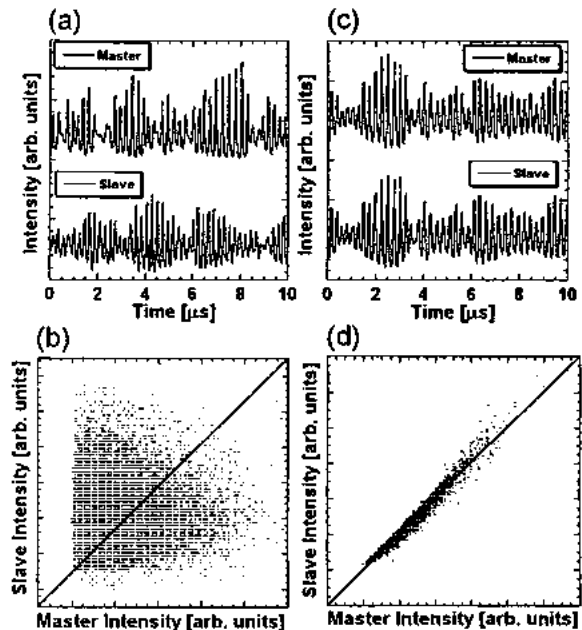 (a)
Master
Slave
Intensity [arb. units]
0 2 4 6 8 10
Time [µs]
(c)
Master
Slave
Intensity [arb. units]
0 2 4 6 8 10
Time [µs]
(b)
Slave Intensity [arb. units]
Master Intensity [arb. units]
(d)
Slave Intensity [arb. units]
Master Intensity [arb. units]